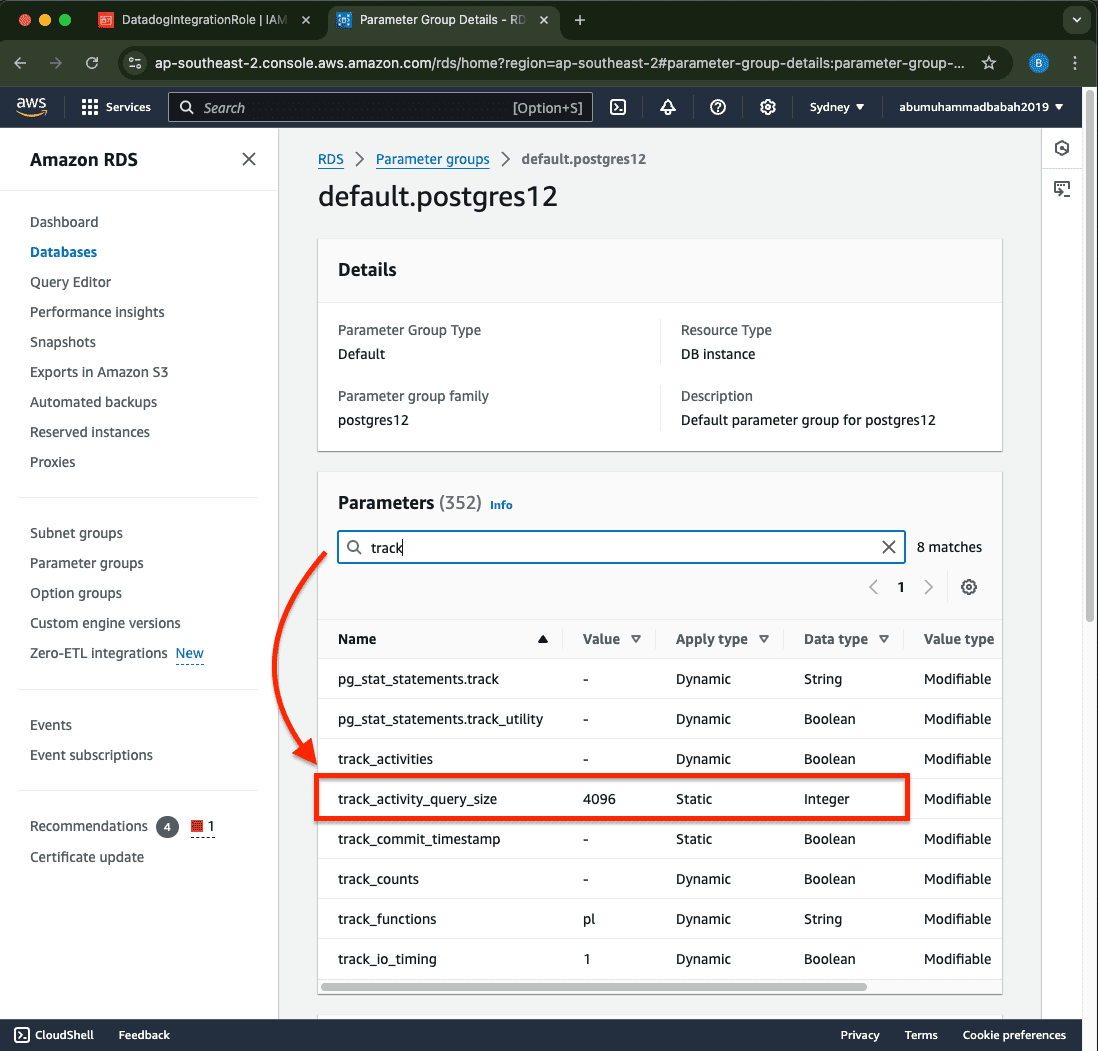 DatadogIntegrationRole | IAM
Parameter Group Details - RD
ap-southeast-2.console.aws.amazon.com/rds/home?region=ap-southeast-2#parameter-group-details:parameter-group-...
B
aws
Services
Search
[Option+S]
Sydney
abumuhammadbabah2019
Amazon RDS
Dashboard
Databases
Query Editor
Performance insights
Snapshots
Exports in Amazon S3
Automated backups
Reserved instances
Proxies
Subnet groups
Parameter groups
Option groups
Custom engine versions
Zero-ETL integrations New
Events
Event subscriptions
Recommendations 4 1
Certificate update
RDS > Parameter groups > default.postgres12
default.postgres12
Details
Parameter Group Type
Default
Resource Type
DB instance
Parameter group family
postgres12
Description
Default parameter group for postgres12
Parameters (352) Info
track
8 matches
1
Name Value Apply type Data type Value type
pg_stat_statements.track - Dynamic String Modifiable
pg_stat_statements.track_utility - Dynamic Boolean Modifiable
track_activities - Dynamic Boolean Modifiable
track_activity_query_size 4096 Static Integer Modifiable
track_commit_timestamp - Static Boolean Modifiable
track_counts - Dynamic Boolean Modifiable
track_functions pl Dynamic String Modifiable
track_io_timing 1 Dynamic Boolean Modifiable
CloudShell
Feedback
Privacy
Terms
Cookie preferences